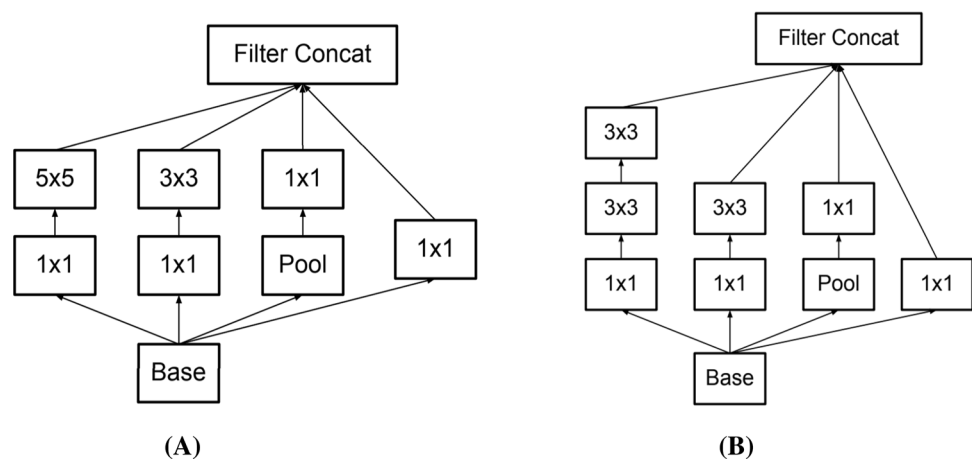 Filter Concat
5x5
3x3
1x1
1x1
1x1
1x1
Pool
Base
(A)
Filter Concat
3x3
3x3
3x3
1x1
1x1
1x1
Pool
1x1
Base
(B)